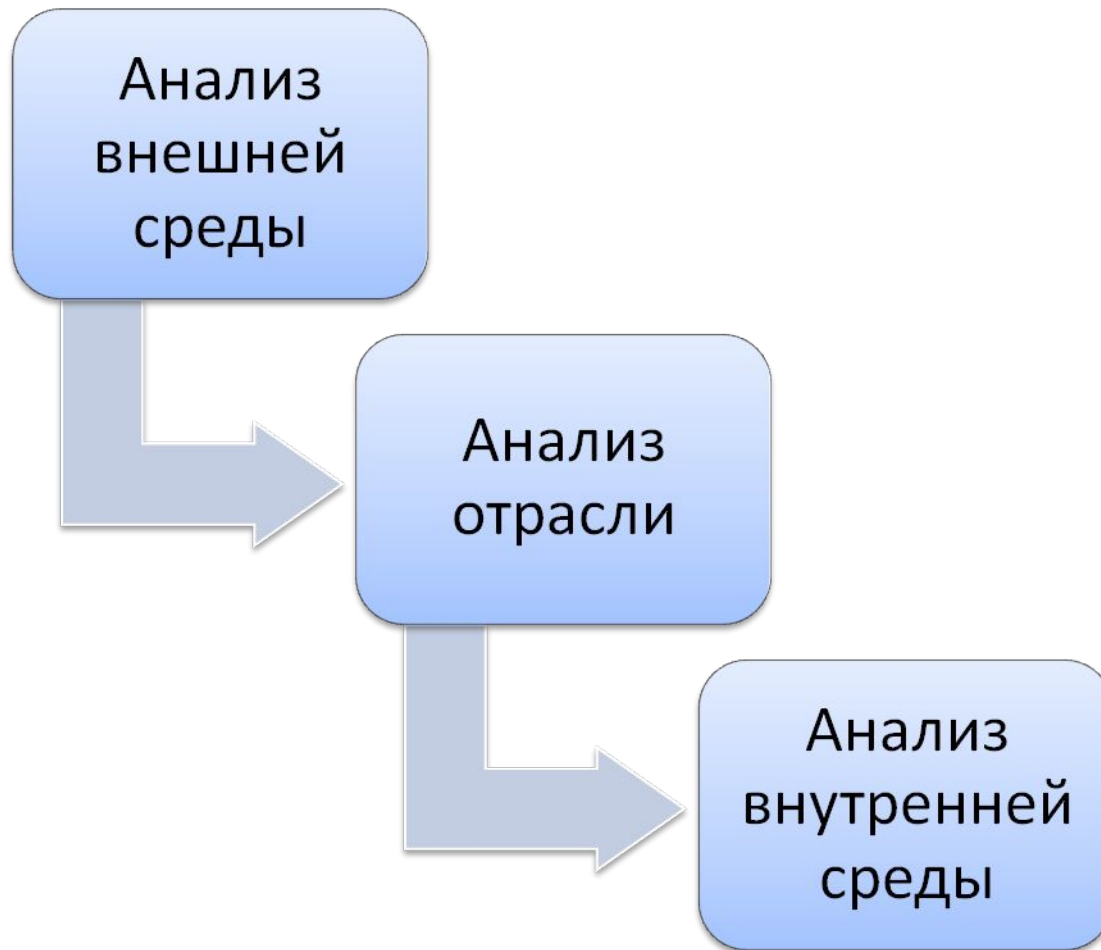 Анализ
внешней
среды
Анализ
отрасли
Анализ
внутренней
среды